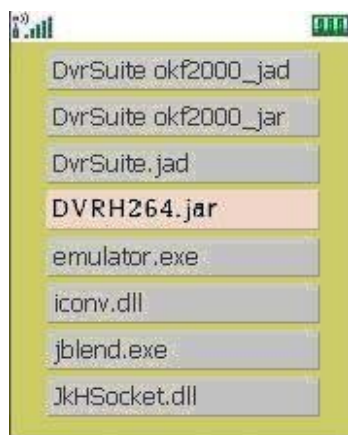 DvrSuite okf2000_jad
DvrSuite okf2000_jar
DvrSuite.jad
DVRH264.jar
emulator.exe
iconv.dll
jblend.exe
JkHSocket.dll